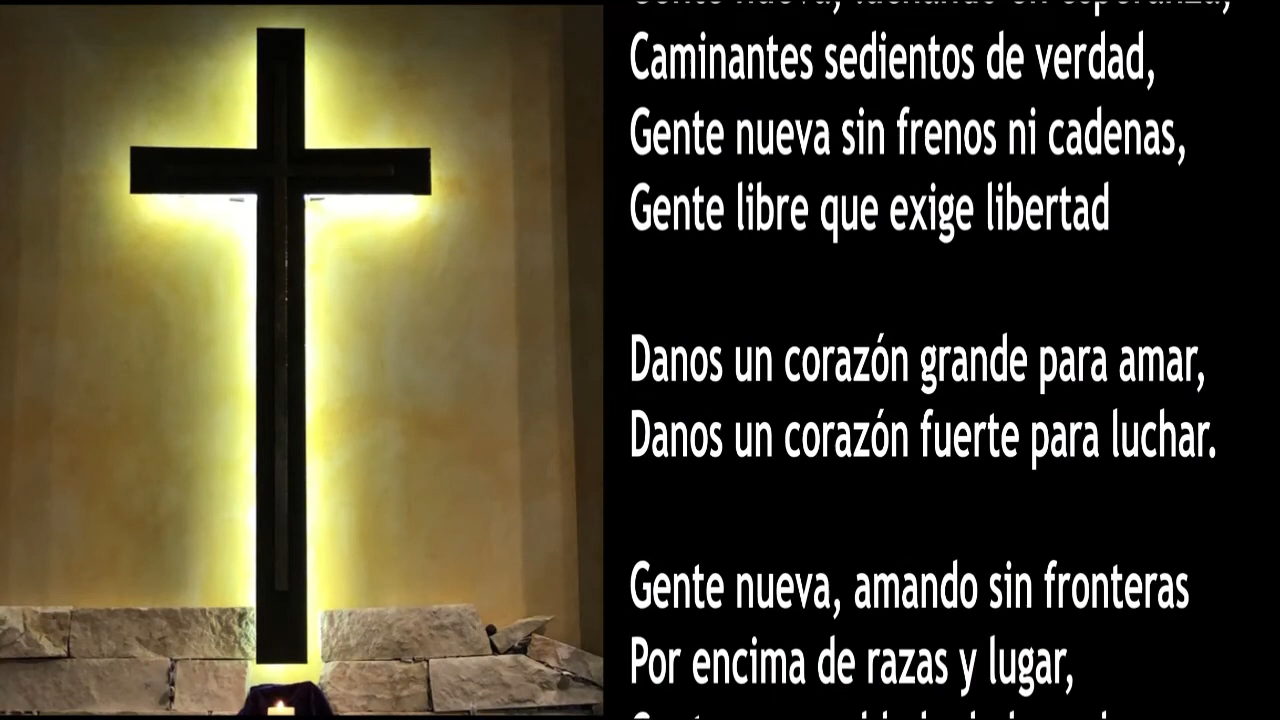 Caminantes sedientos de verdad,
Gente nueva sin frenos ni cadenas,
Gente libre que exige libertad
Danos un corazón grande para amar,
Danos un corazón fuerte para luchar.
Gente nueva, amando sin fronteras
Por encima de razas y lugar,